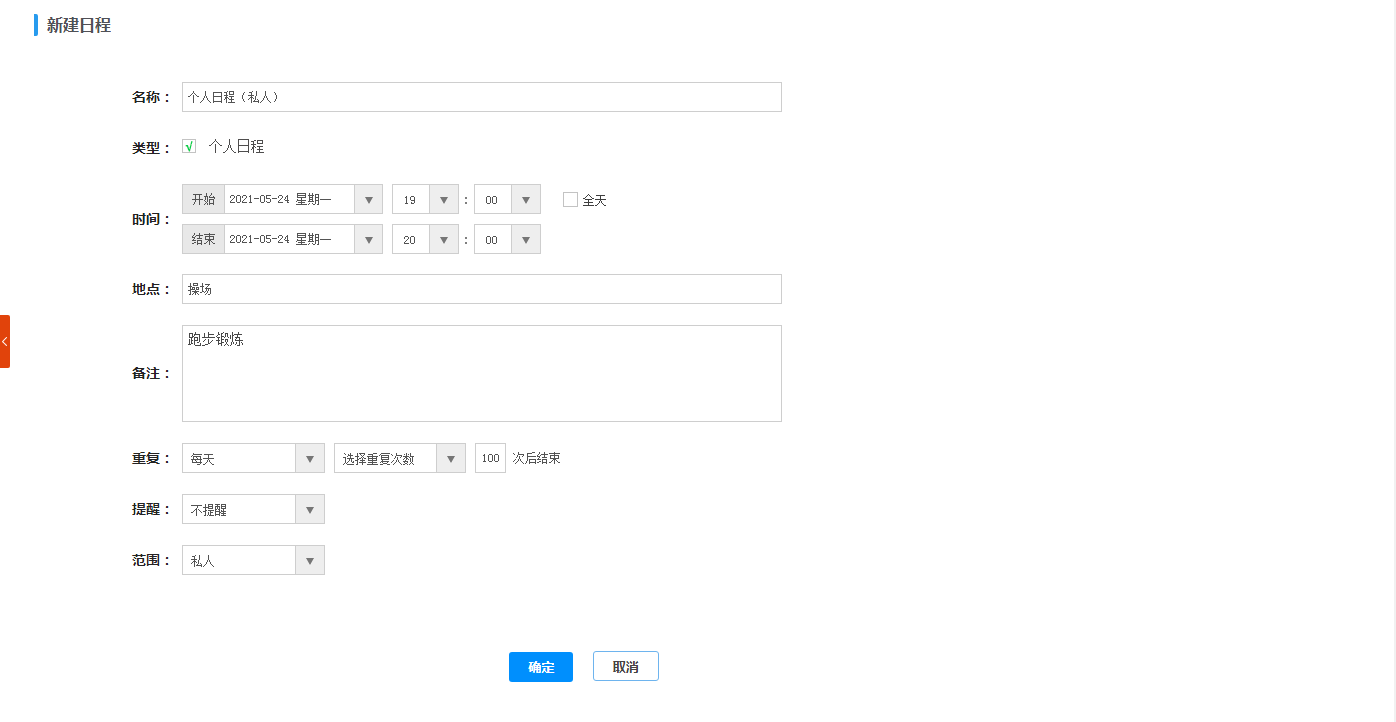 新建日程
名称： 个人日程（私人）
类型： √ 个人日程
开始 2021-05-24 星期一 19 : 00 全天
时间：
结束 2021-05-24 星期一 20 : 00
地点： 操场
跑步锻炼
备注：
重复： 每天 选择重复次数 100 次后结束
提醒： 不提醒
范围： 私人
确定 取消